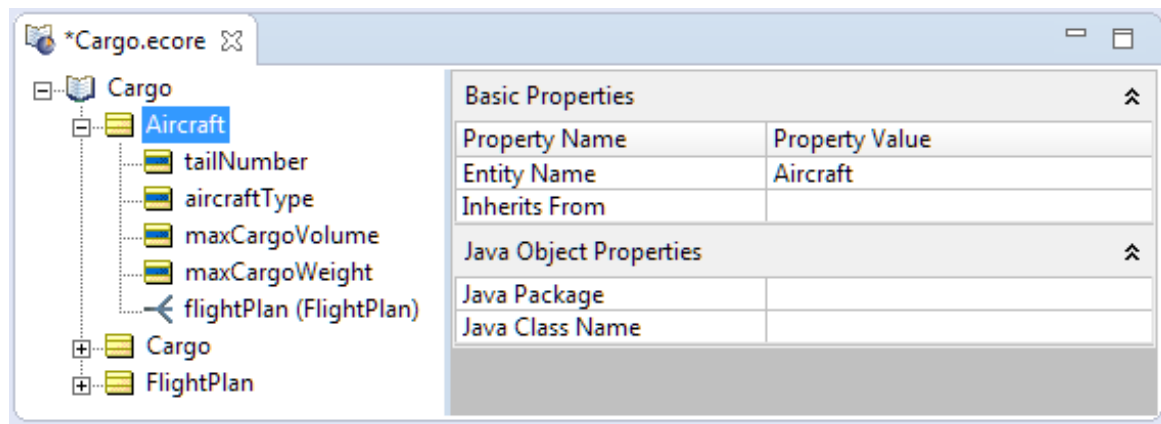 *Cargo.ecore
Cargo
Aircraft
tailNumber
aircraftType
maxCargoVolume
maxCargoWeight
flightPlan (FlightPlan)
Cargo
FlightPlan
Basic Properties
Property Name Property Value
Entity Name Aircraft
Inherits From
Java Object Properties
Java Package
Java Class Name